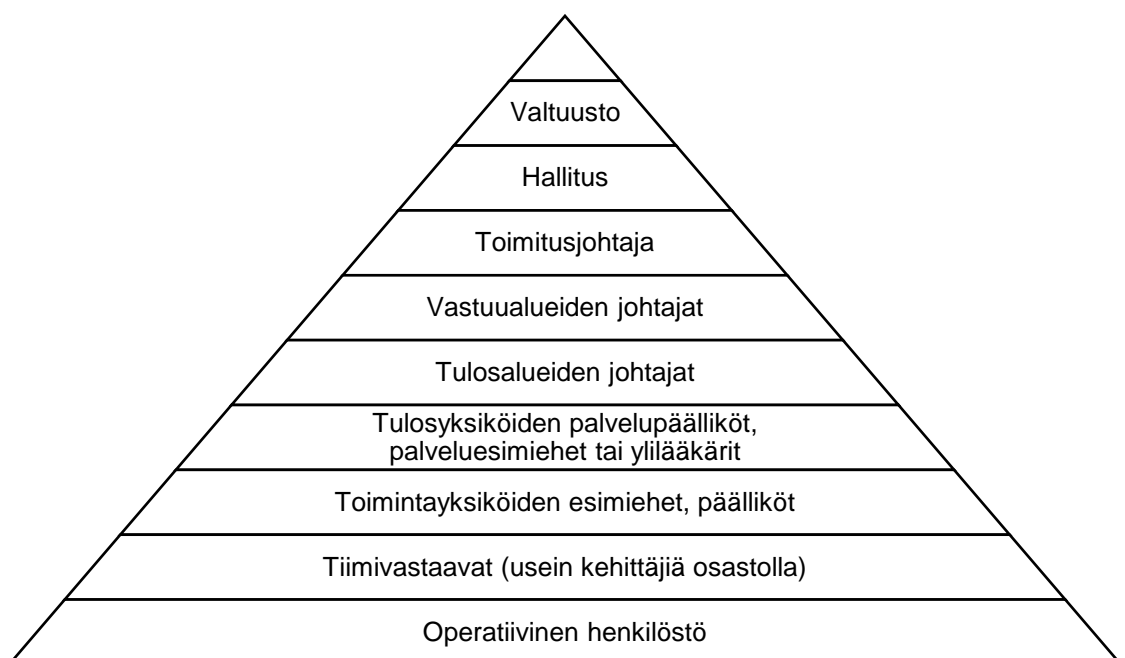 Valtuusto
Hallitus
Toimitusjohtaja
Vastuualueiden johtajat
Tulosalueiden johtajat
Tulosyksiköiden palvelupäälliköt,
palveluesimiehet tai ylilääkärit
Toimintayksiköiden esimiehet, päälliköt
Tiimivastaavat (usein kehittäjiä osastolla)
Operatiivinen henkilöstö